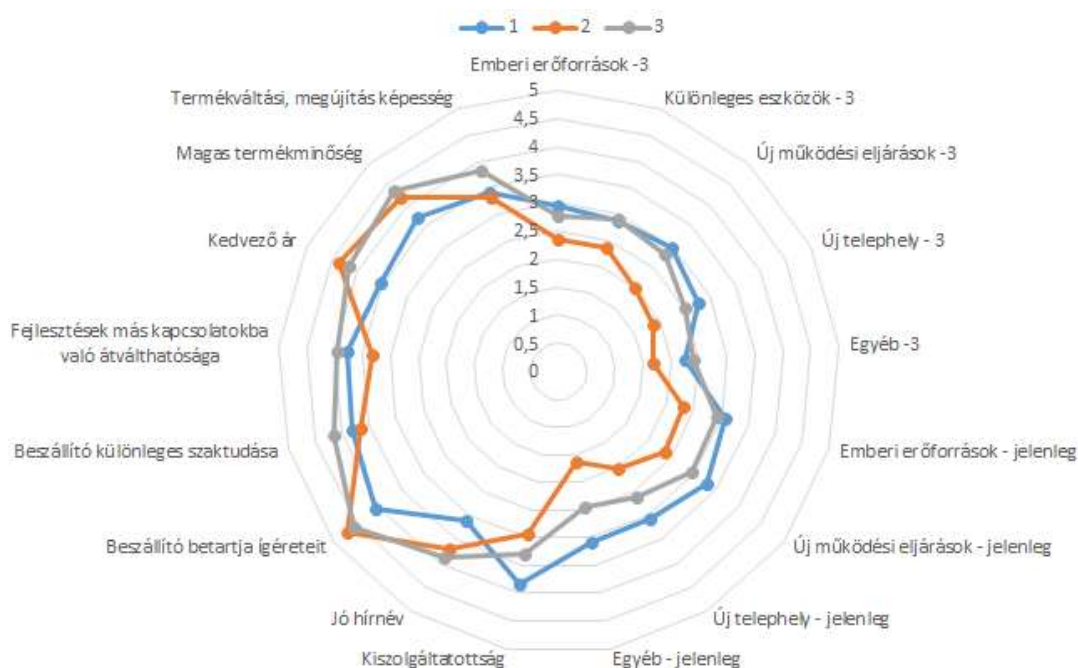 1 2 3
Emberi erőforrások -3
Különleges eszközök - 3
Új működési eljárások -3
Új telephely - 3
Egyéb -3
Emberi erőforrások - jelenleg
Új működési eljárások - jelenleg
Új telephely - jelenleg
Egyéb - jelenleg
Kiszolgáltatottság
Jó hírnév
Beszállító betartja ígéreteit
Beszállító különleges szaktudása
Fejlesztések más kapcsolatokba
való átválthatósága
Kedvező ár
Magas termékminőség
Termékváltási, megújítás képesség
5
4,5
4
3,5
3
2,5
2
1,5
1
0,5
0